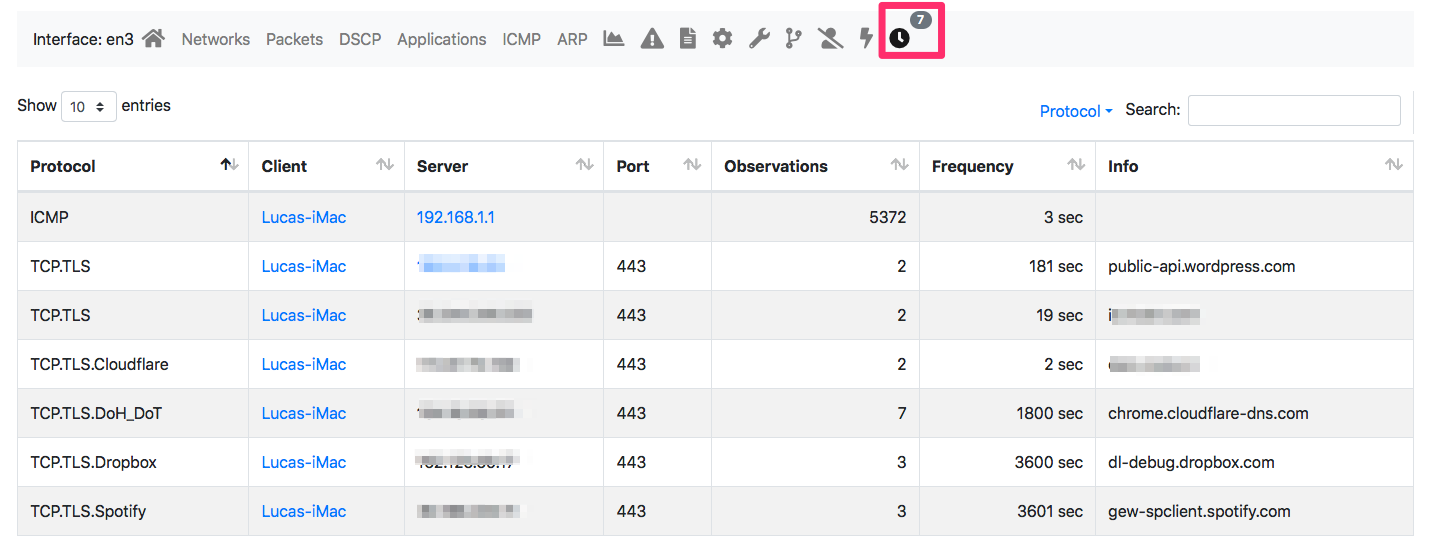 7
Interface: en3 Networks Packets DSCP Applications ICMP ARP
Show 10 entries Protocol Search:
Protocol Client Server Port Observations Frequency Info
ICMP Lucas-iMac 192.168.1.1 5372 3 sec
TCP.TLS Lucas-iMac 443 2 181 sec public-api.wordpress.com
TCP.TLS Lucas-iMac 443 2 19 sec
TCP.TLS.Cloudflare Lucas-iMac 443 2 2 sec
TCP.TLS.DoH_DoT Lucas-iMac 443 7 1800 sec chrome.cloudflare-dns.com
TCP.TLS.Dropbox Lucas-iMac 443 3 3600 sec dl-debug.dropbox.com
TCP.TLS.Spotify Lucas-iMac 443 3 3601 sec gew-spclient.spotify.com